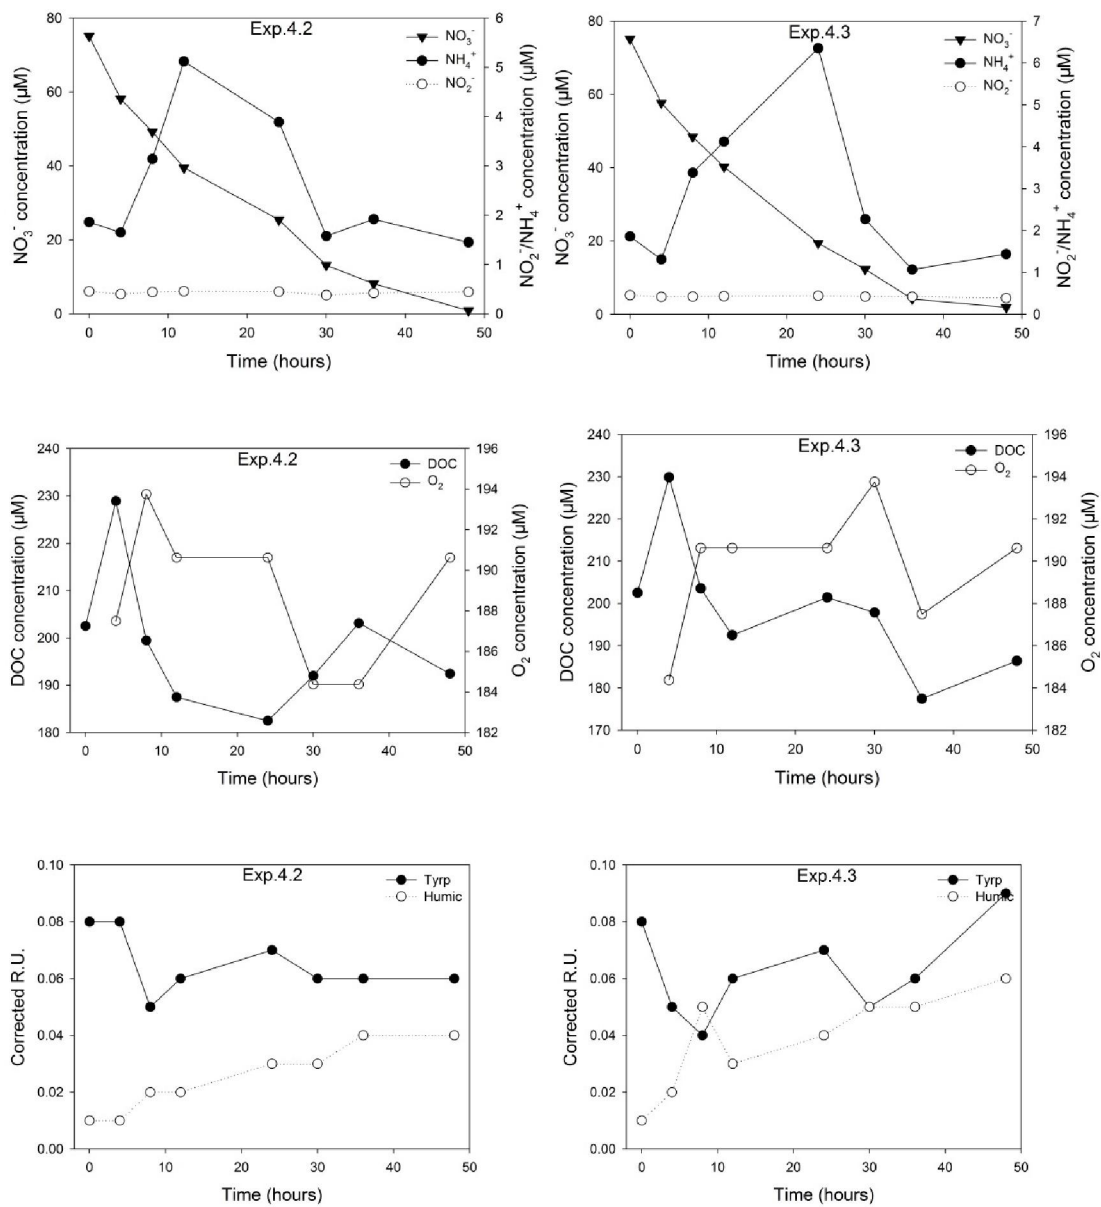 Exp.4.2
NO3-
NH4+
NO2-
80
60
40
20
0
6
5
4
3
2
1
0
NO3- concentration (µM)
NO2-/NH4+ concentration (µM)
0 10 20 30 40 50
Time (hours)
Exp.4.3
NO3-
NH4+
NO2-
80
60
40
20
0
7
6
5
4
3
2
1
0
NO3- concentration (µM)
NO2-/NH4+ concentration (µM)
0 10 20 30 40 50
Time (hours)
Exp.4.2
DOC
O2
240
230
220
210
200
190
180
196
194
192
190
188
186
184
182
DOC concentration (µM)
O2 concentration (µM)
0 10 20 30 40 50
Time (hours)
Exp.4.3
DOC
O2
240
230
220
210
200
190
180
170
196
194
192
190
188
186
184
182
DOC concentration (µM)
O2 concentration (µM)
0 10 20 30 40 50
Time (hours)
Exp.4.2
Tyrp
Humic
0.10
0.08
0.06
0.04
0.02
0.00
Corrected R.U.
0 10 20 30 40 50
Time (hours)
Exp.4.3
Tyrp
Humic
0.10
0.08
0.06
0.04
0.02
0.00
Corrected R.U.
0 10 20 30 40 50
Time (hours)